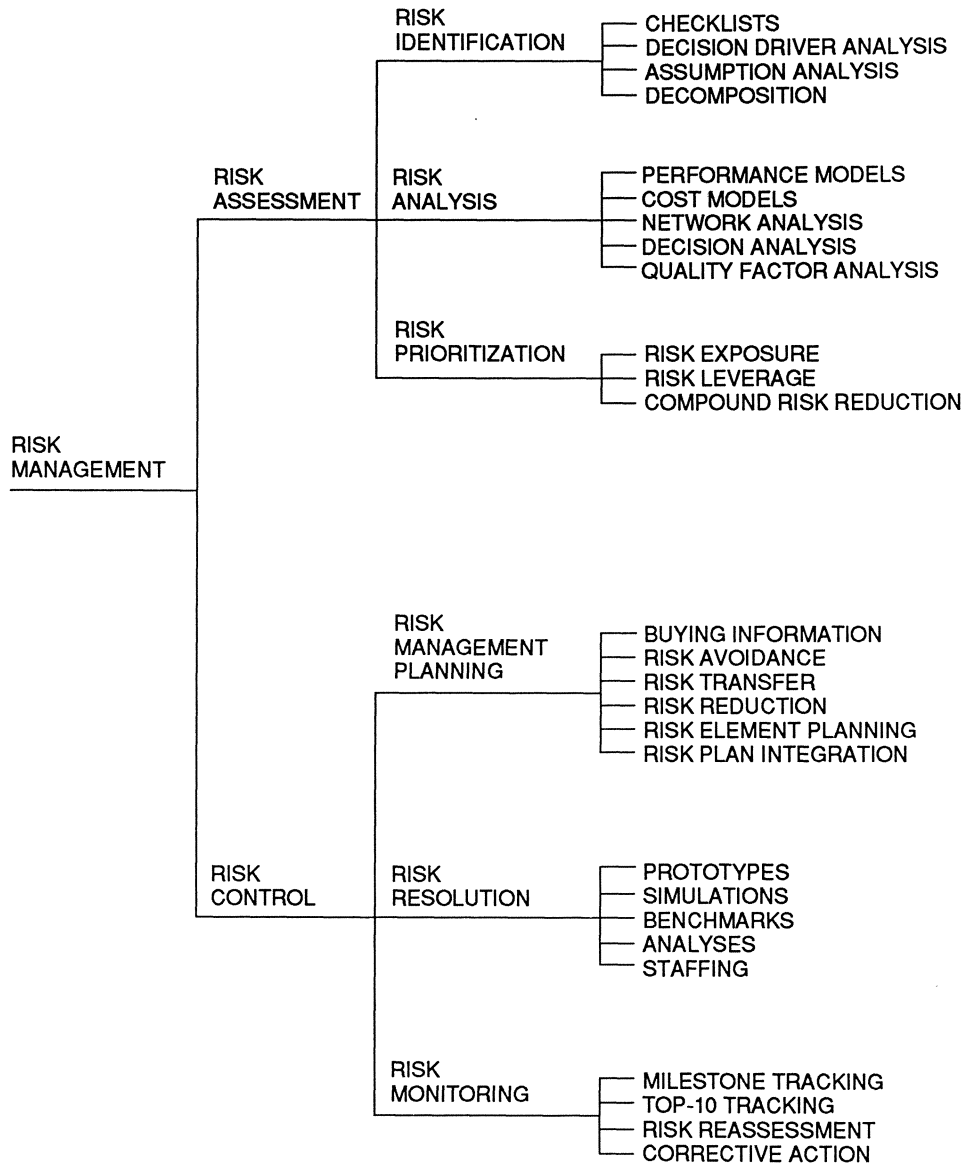 RISK
IDENTIFICATION
CHECKLISTS
DECISION DRIVER ANALYSIS
ASSUMPTION ANALYSIS
DECOMPOSITION
RISK
ASSESSMENT
RISK
ANALYSIS
PERFORMANCE MODELS
COST MODELS
NETWORK ANALYSIS
DECISION ANALYSIS
QUALITY FACTOR ANALYSIS
RISK
PRIORITIZATION
RISK EXPOSURE
RISK LEVERAGE
COMPOUND RISK REDUCTION
RISK
MANAGEMENT
RISK
MANAGEMENT
PLANNING
BUYING INFORMATION
RISK AVOIDANCE
RISK TRANSFER
RISK REDUCTION
RISK ELEMENT PLANNING
RISK PLAN INTEGRATION
RISK
CONTROL
RISK
RESOLUTION
PROTOTYPES
SIMULATIONS
BENCHMARKS
ANALYSES
STAFFING
RISK
MONITORING
MILESTONE TRACKING
TOP-10 TRACKING
RISK REASSESSMENT
CORRECTIVE ACTION